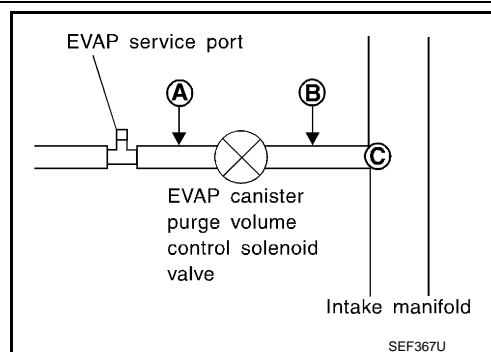 EVAP service port
A
B
C
EVAP canister
purge volume
control solenoid
valve
Intake manifold
SEF367U